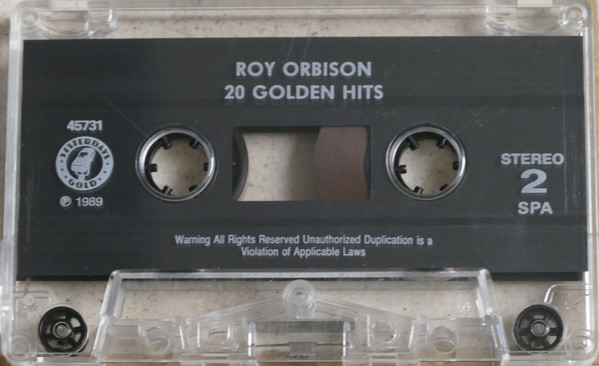 ROY ORBISON
20 GOLDEN HITS
45731
YESTERDAYS
GOLD
℗ 1989
STEREO
2
SPA
Warning All Rights Reserved Unauthorized Duplication is a
Violation of Applicable Laws